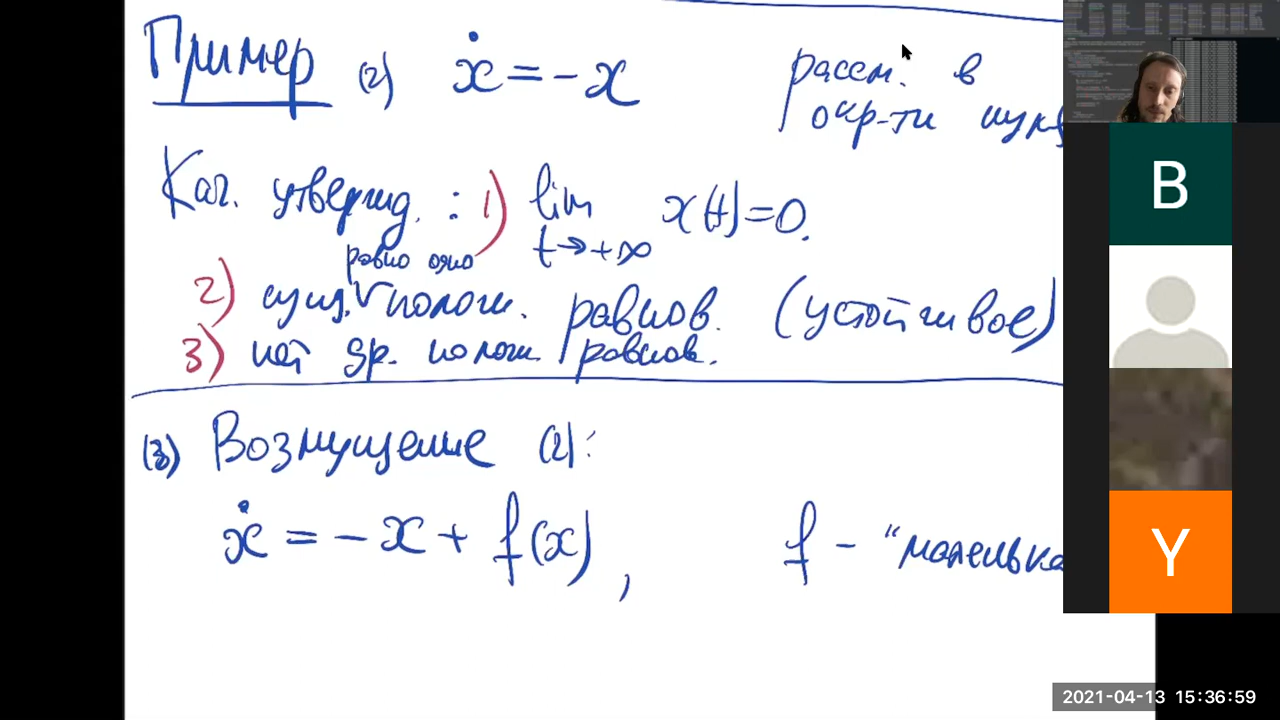 Пример (2) ẋ = - x
рассм. в
окр-ти нуля
Кач. утвержд. : 1) lim x(t) = 0.
t→+∞
равно одно
2) сущ. √ полож. равнов. (устойчивое)
3) нет др. полож. равнов.
(3) Возмущение (2):
ẋ = - x + f(x), f - "маленька
B
Y
2021-04-13 15:36:59